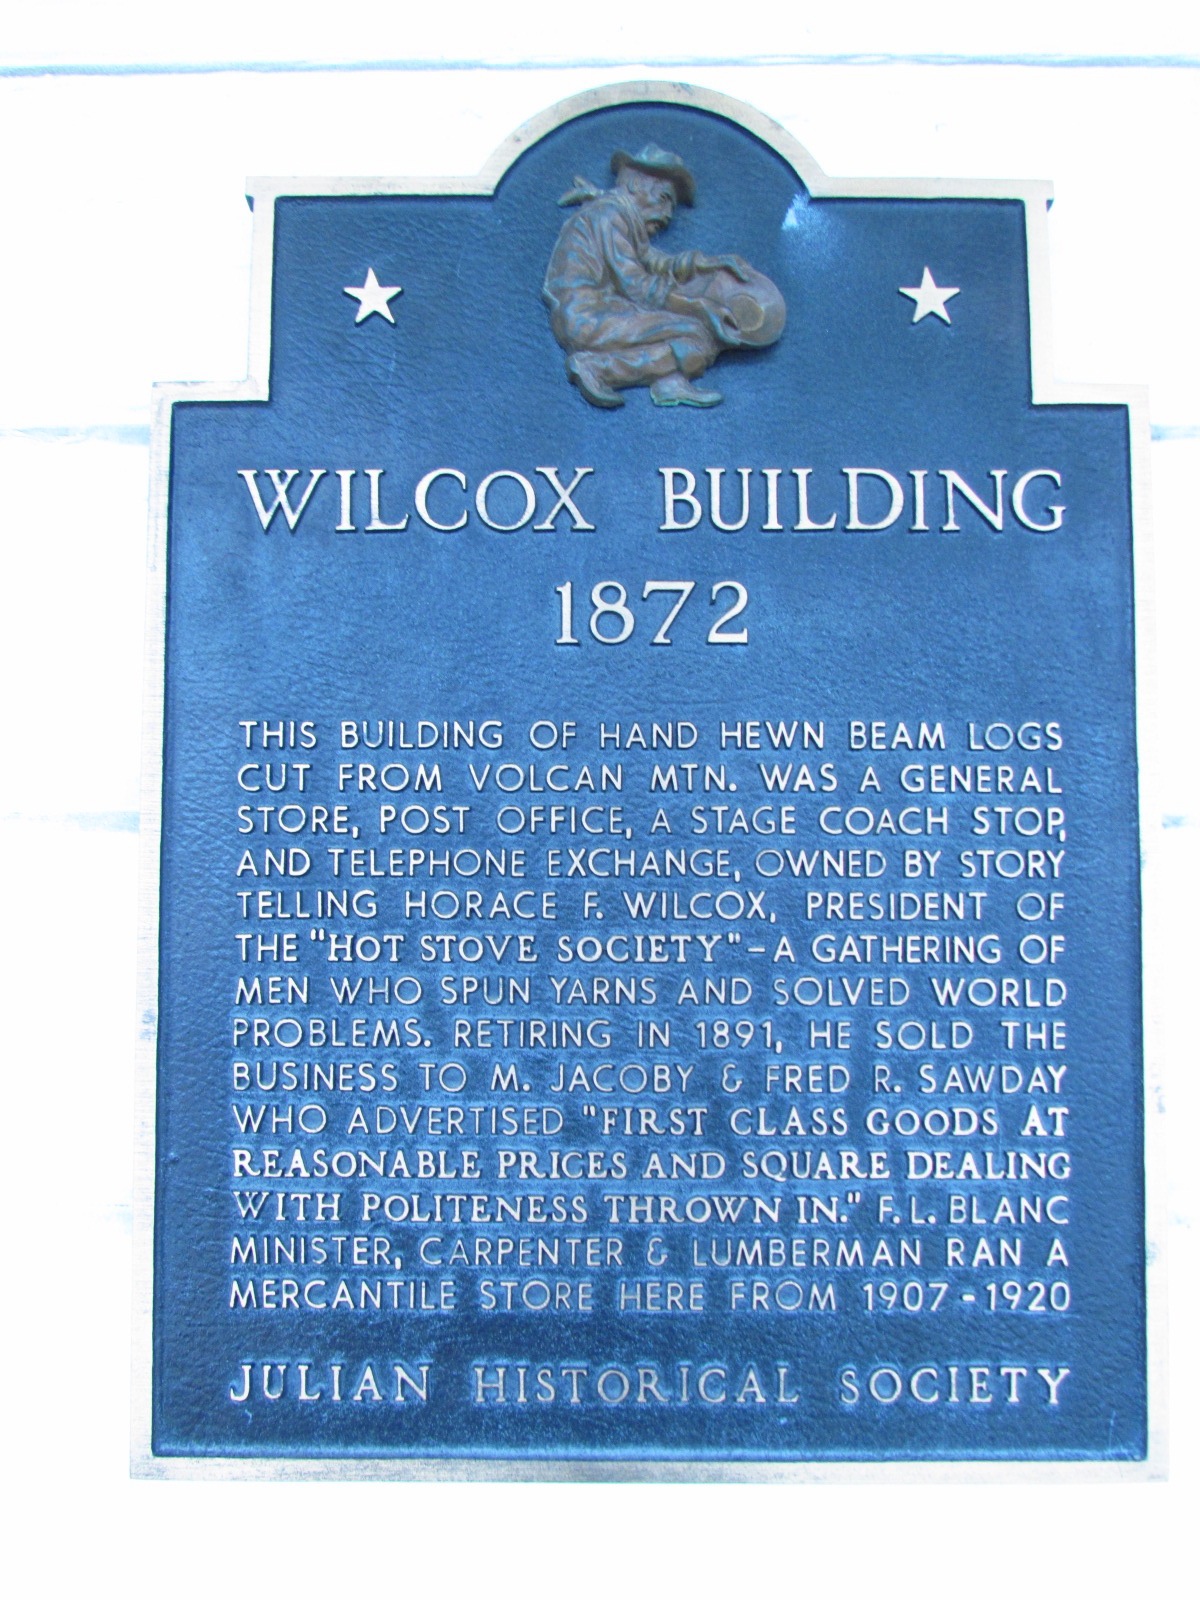 WILCOX BUILDING
1872
THIS BUILDING OF HAND HEWN BEAM LOGS
CUT FROM VOLCAN MTN. WAS A GENERAL
STORE, POST OFFICE, A STAGE COACH STOP,
AND TELEPHONE EXCHANGE, OWNED BY STORY
TELLING HORACE F. WILCOX, PRESIDENT OF
THE "HOT STOVE SOCIETY"-A GATHERING OF
MEN WHO SPUN YARNS AND SOLVED WORLD
PROBLEMS. RETIRING IN 1891, HE SOLD THE
BUSINESS TO M. JACOBY & FRED R. SAWDAY
WHO ADVERTISED "FIRST CLASS GOODS AT
REASONABLE PRICES AND SQUARE DEALING
WITH POLITENESS THROWN IN." F.L. BLANC
MINISTER, CARPENTER & LUMBERMAN RAN A
MERCANTILE STORE HERE FROM 1907-1920
JULIAN HISTORICAL SOCIETY